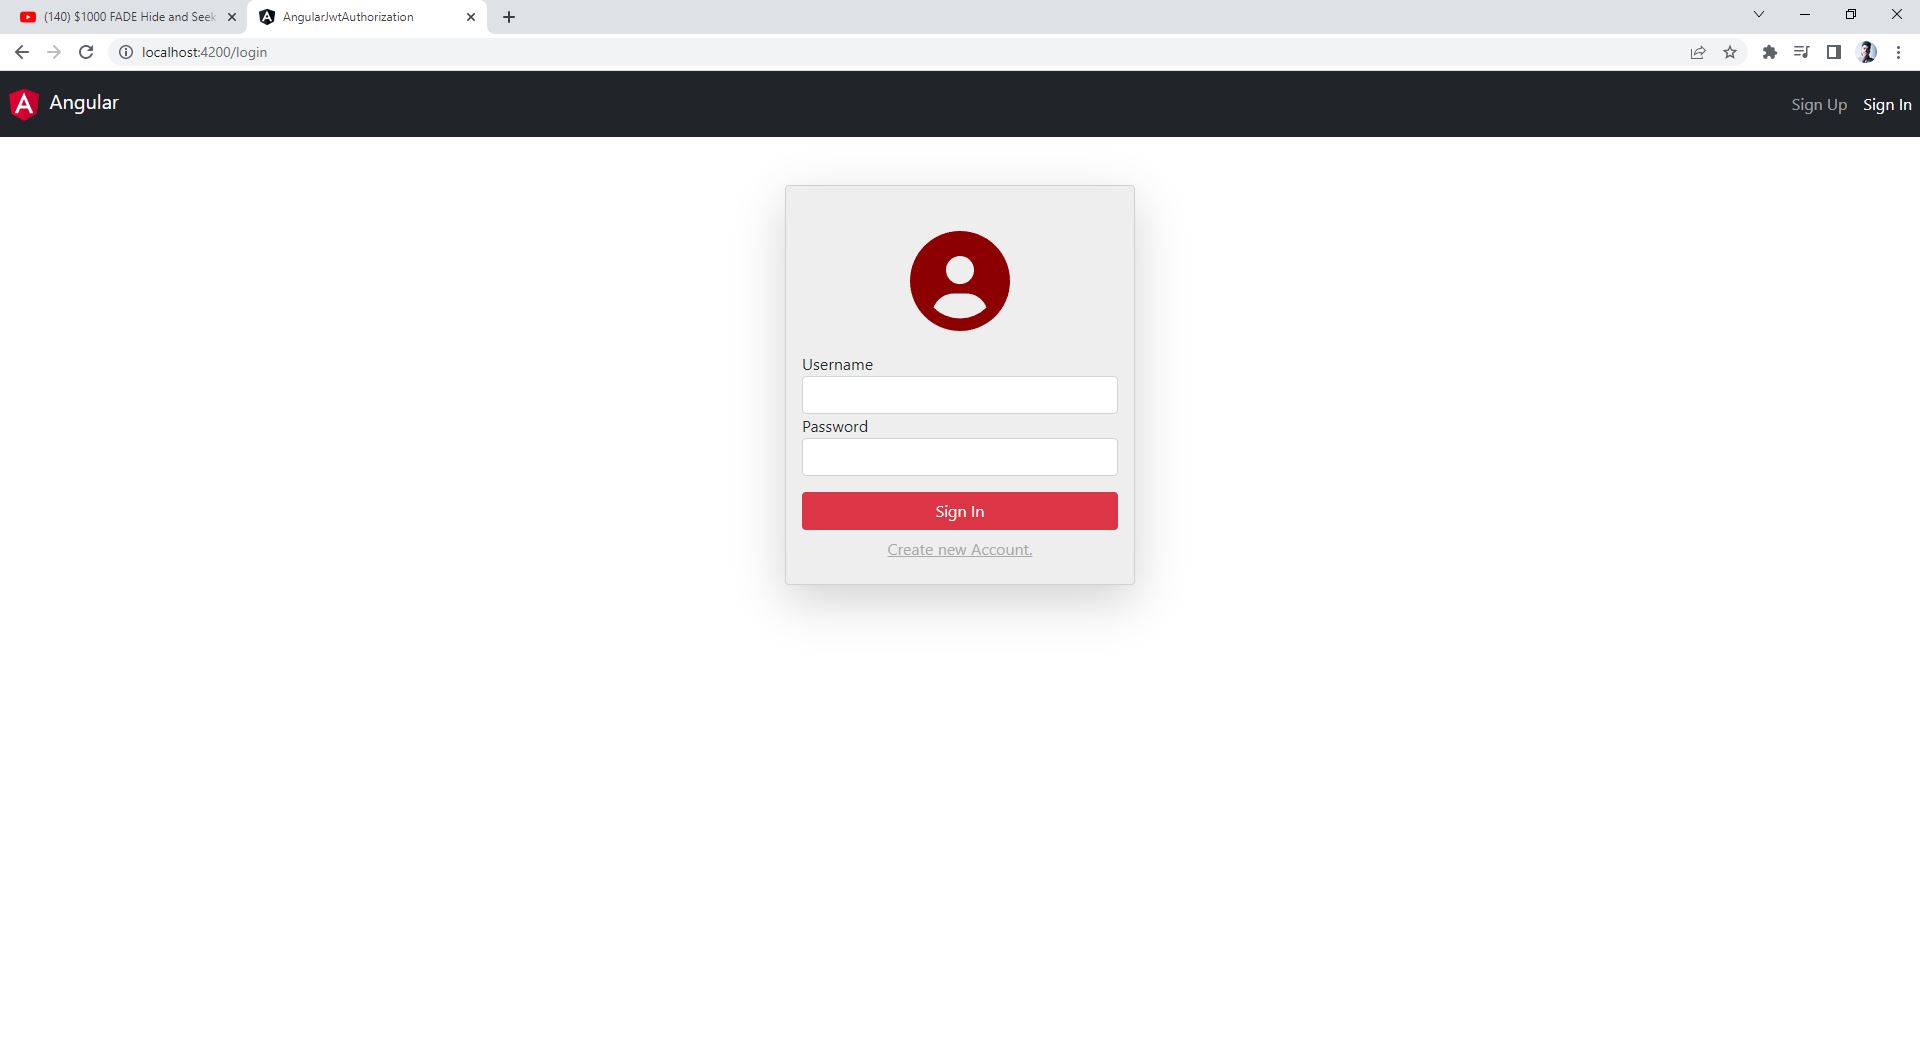 (140) $1000 FADE Hide and Seek
AngularJwtAuthorization
localhost:4200/login
Angular
Sign Up
Sign In
Username
Password
Sign In
Create new Account.